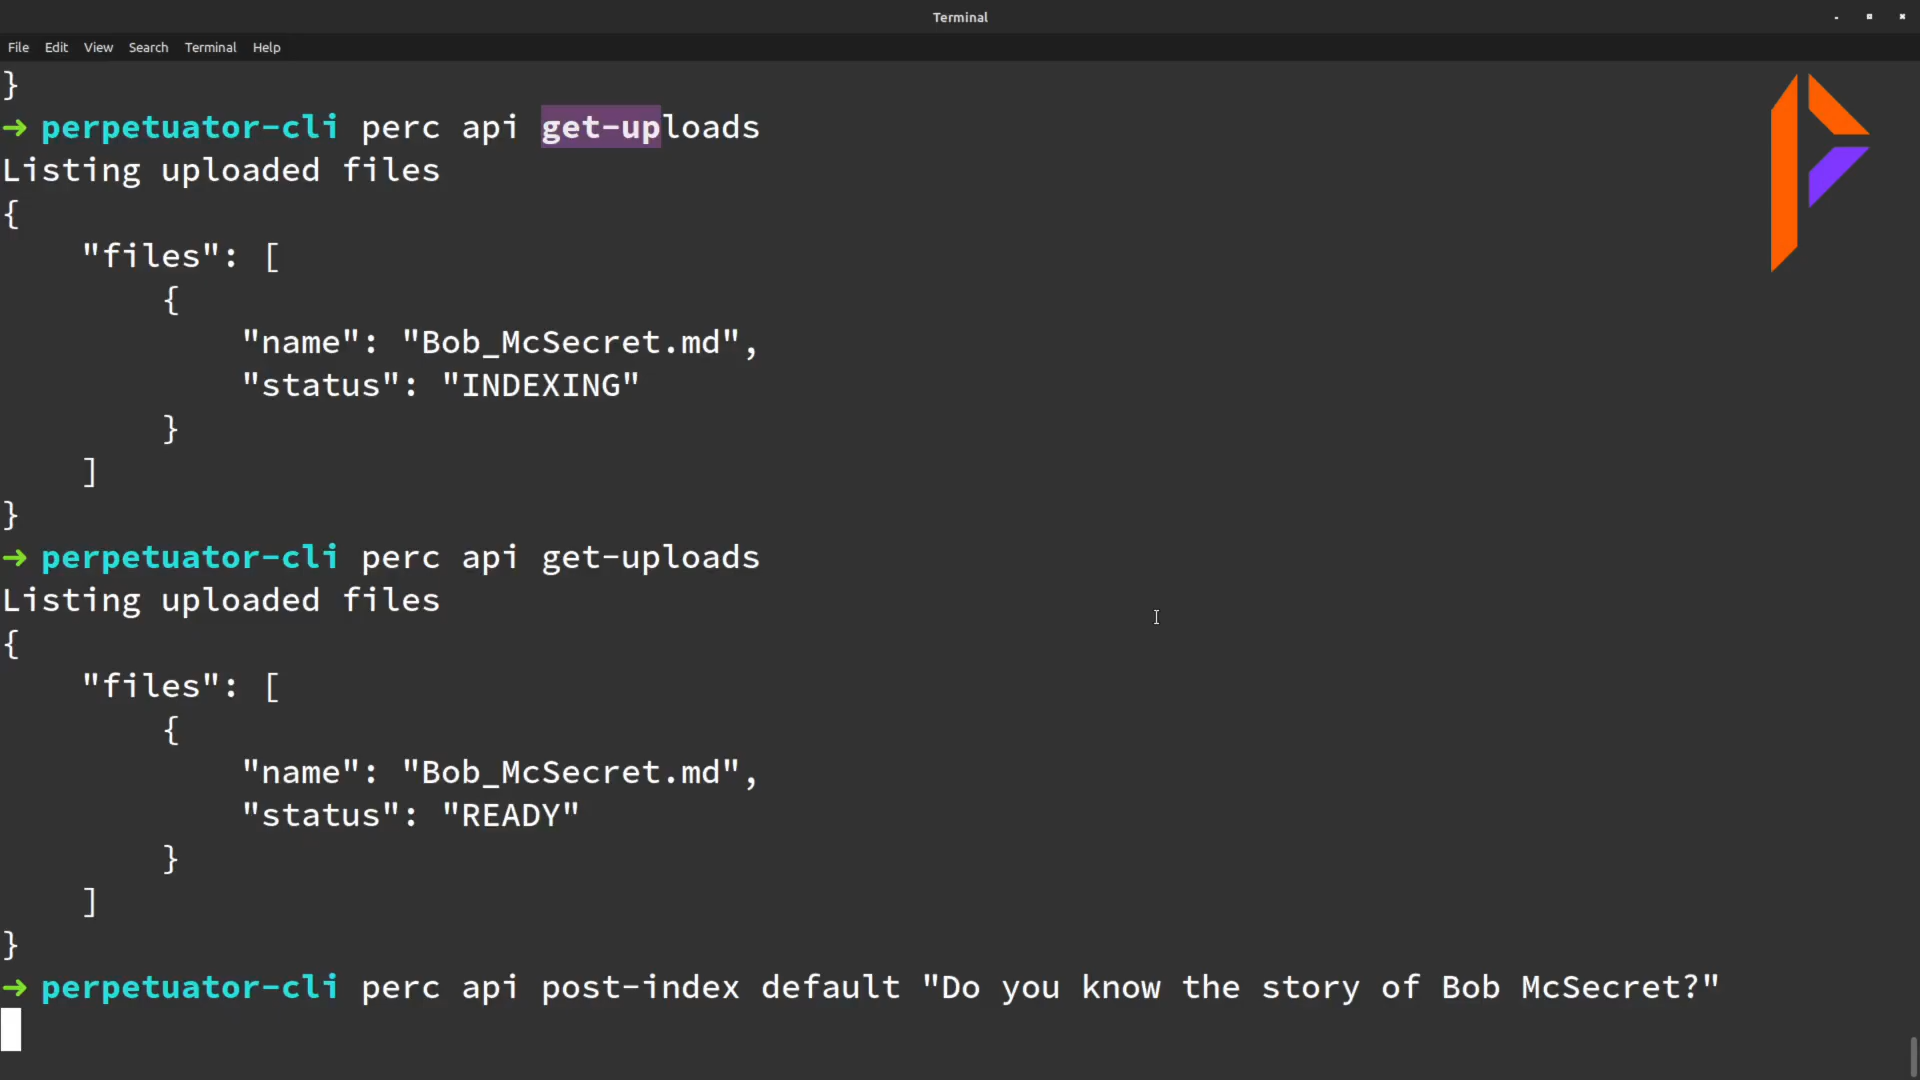 Terminal
File Edit View Search Terminal Help
}
➜ perpetuator-cli perc api get-uploads
Listing uploaded files
{
    "files": [
        {
            "name": "Bob_McSecret.md",
            "status": "INDEXING"
        }
    ]
}
➜ perpetuator-cli perc api get-uploads
Listing uploaded files
{
    "files": [
        {
            "name": "Bob_McSecret.md",
            "status": "READY"
        }
    ]
}
➜ perpetuator-cli perc api post-index default "Do you know the story of Bob McSecret?"